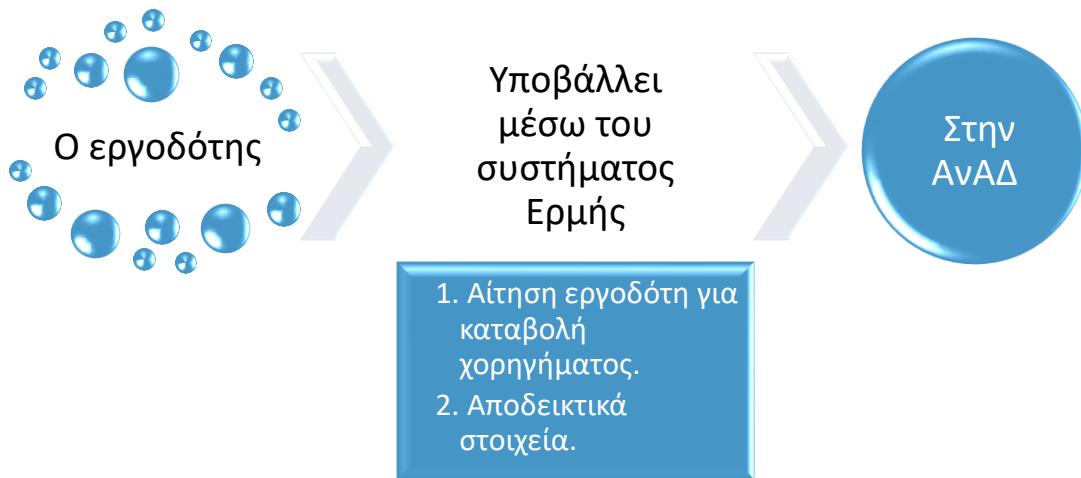 Ο εργοδότης
Υποβάλλει
μέσω του
συστήματος
Ερμής
1. Αίτηση εργοδότη για
καταβολή
χορηγήματος.
2. Αποδεικτικά
στοιχεία.
Στην
ΑνΑΔ